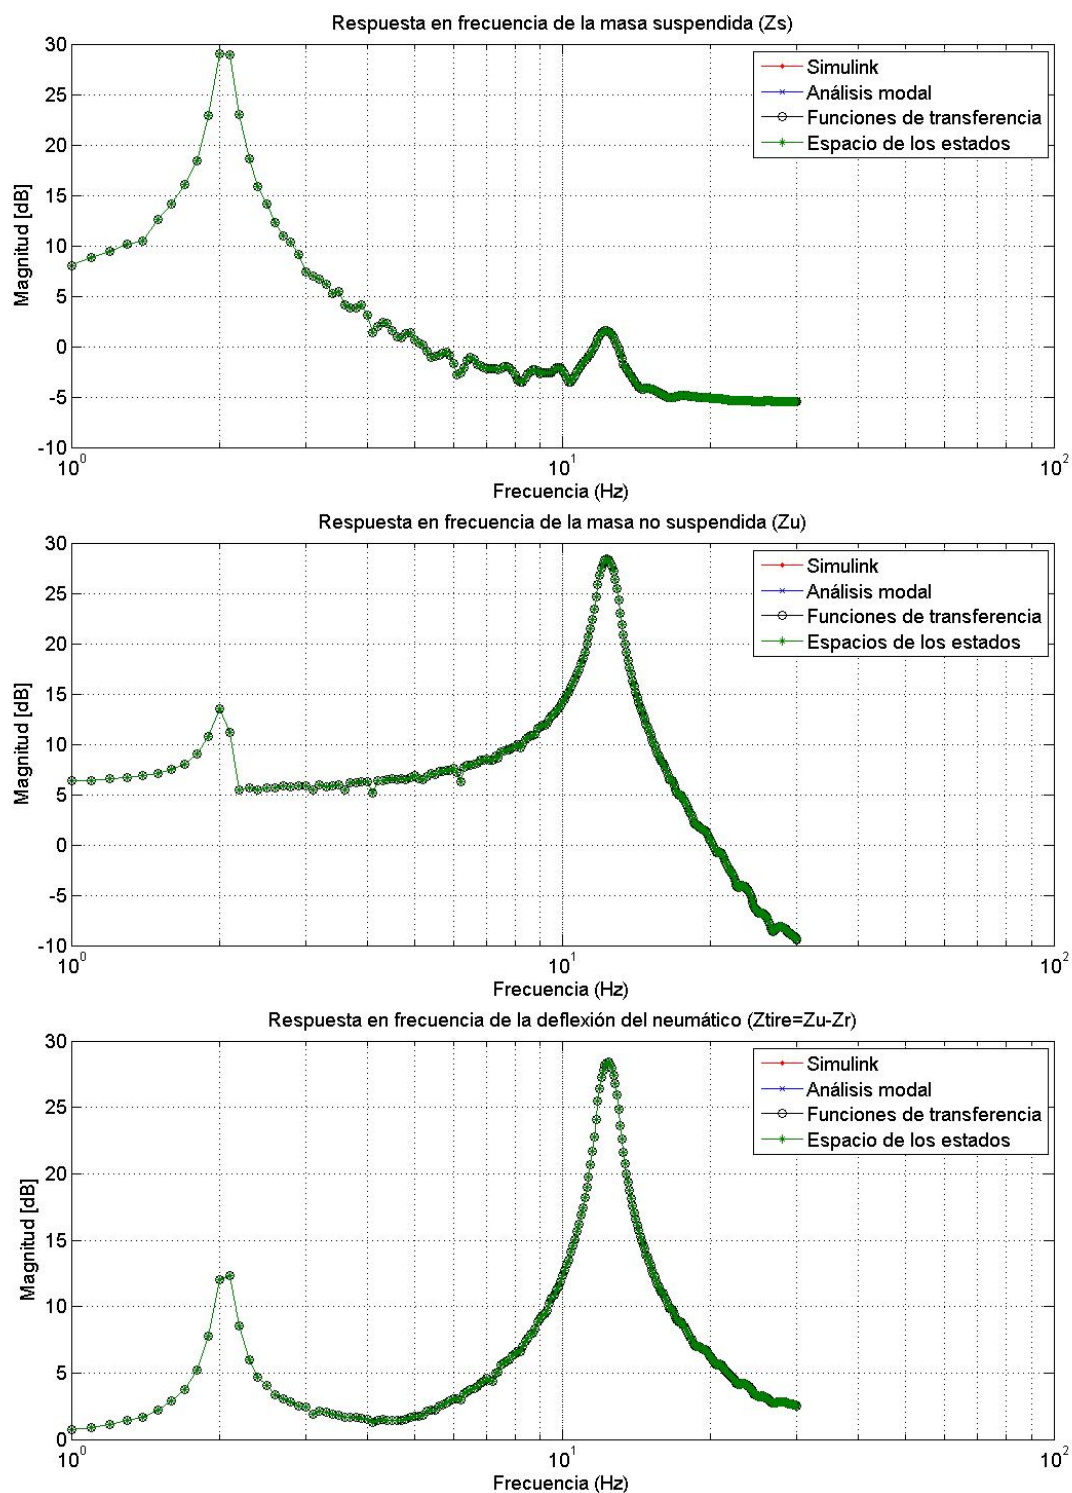 Respuesta en frecuencia de la masa suspendida (Zs)
30
25
20
15
10
5
0
-5
-10
Magnitud [dB]
Simulink
Análisis modal
Funciones de transferencia
Espacio de los estados
10^0
10^1
10^2
Frecuencia (Hz)
Respuesta en frecuencia de la masa no suspendida (Zu)
30
25
20
15
10
5
0
-5
-10
Magnitud [dB]
Simulink
Análisis modal
Funciones de transferencia
Espacios de los estados
10^0
10^1
10^2
Frecuencia (Hz)
Respuesta en frecuencia de la deflexión del neumático (Ztire=Zu-Zr)
30
25
20
15
10
5
0
Magnitud [dB]
Simulink
Análisis modal
Funciones de transferencia
Espacio de los estados
10^0
10^1
10^2
Frecuencia (Hz)